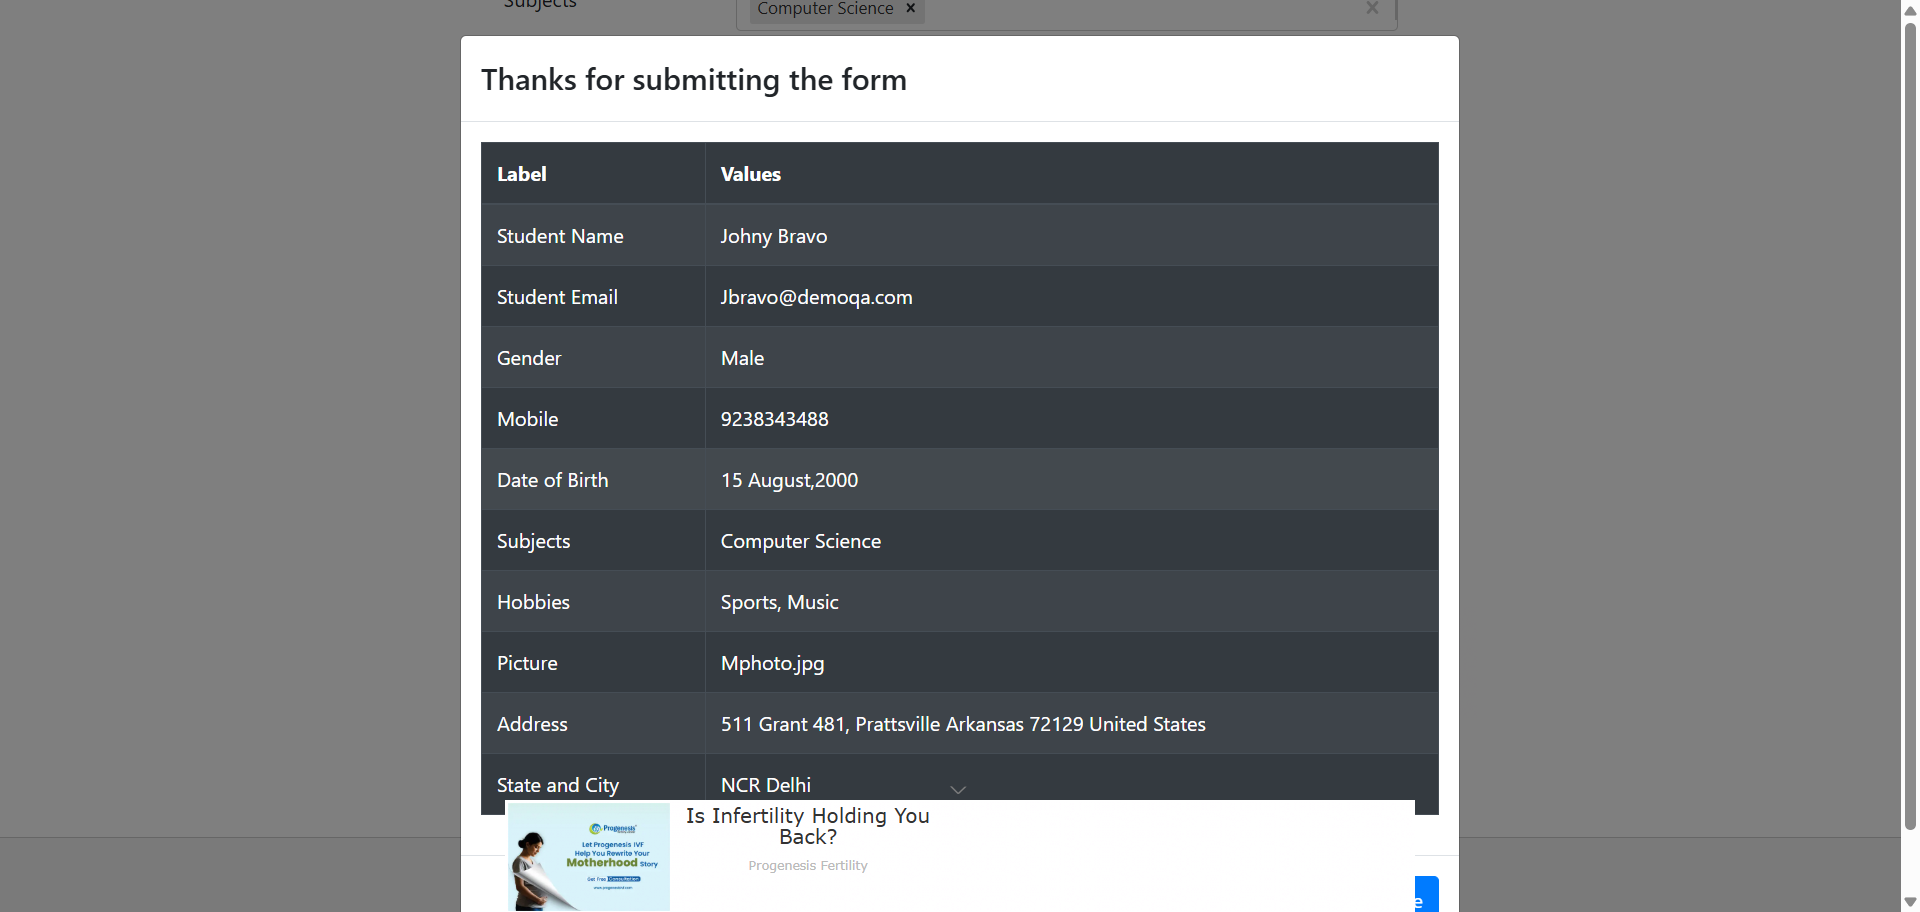 Subjects
Computer Science ×
×
Thanks for submitting the form
Label Values
Student Name Johny Bravo
Student Email Jbravo@demoqa.com
Gender Male
Mobile 9238343488
Date of Birth 15 August,2000
Subjects Computer Science
Hobbies Sports, Music
Picture Mphoto.jpg
Address 511 Grant 481, Prattsville Arkansas 72129 United States
State and City NCR Delhi
Progenesis
Let Progenesis IVF
Help You Rewrite Your
Motherhood Story
Get Free Consultation
Is Infertility Holding You
Back?
Progenesis Fertility
e